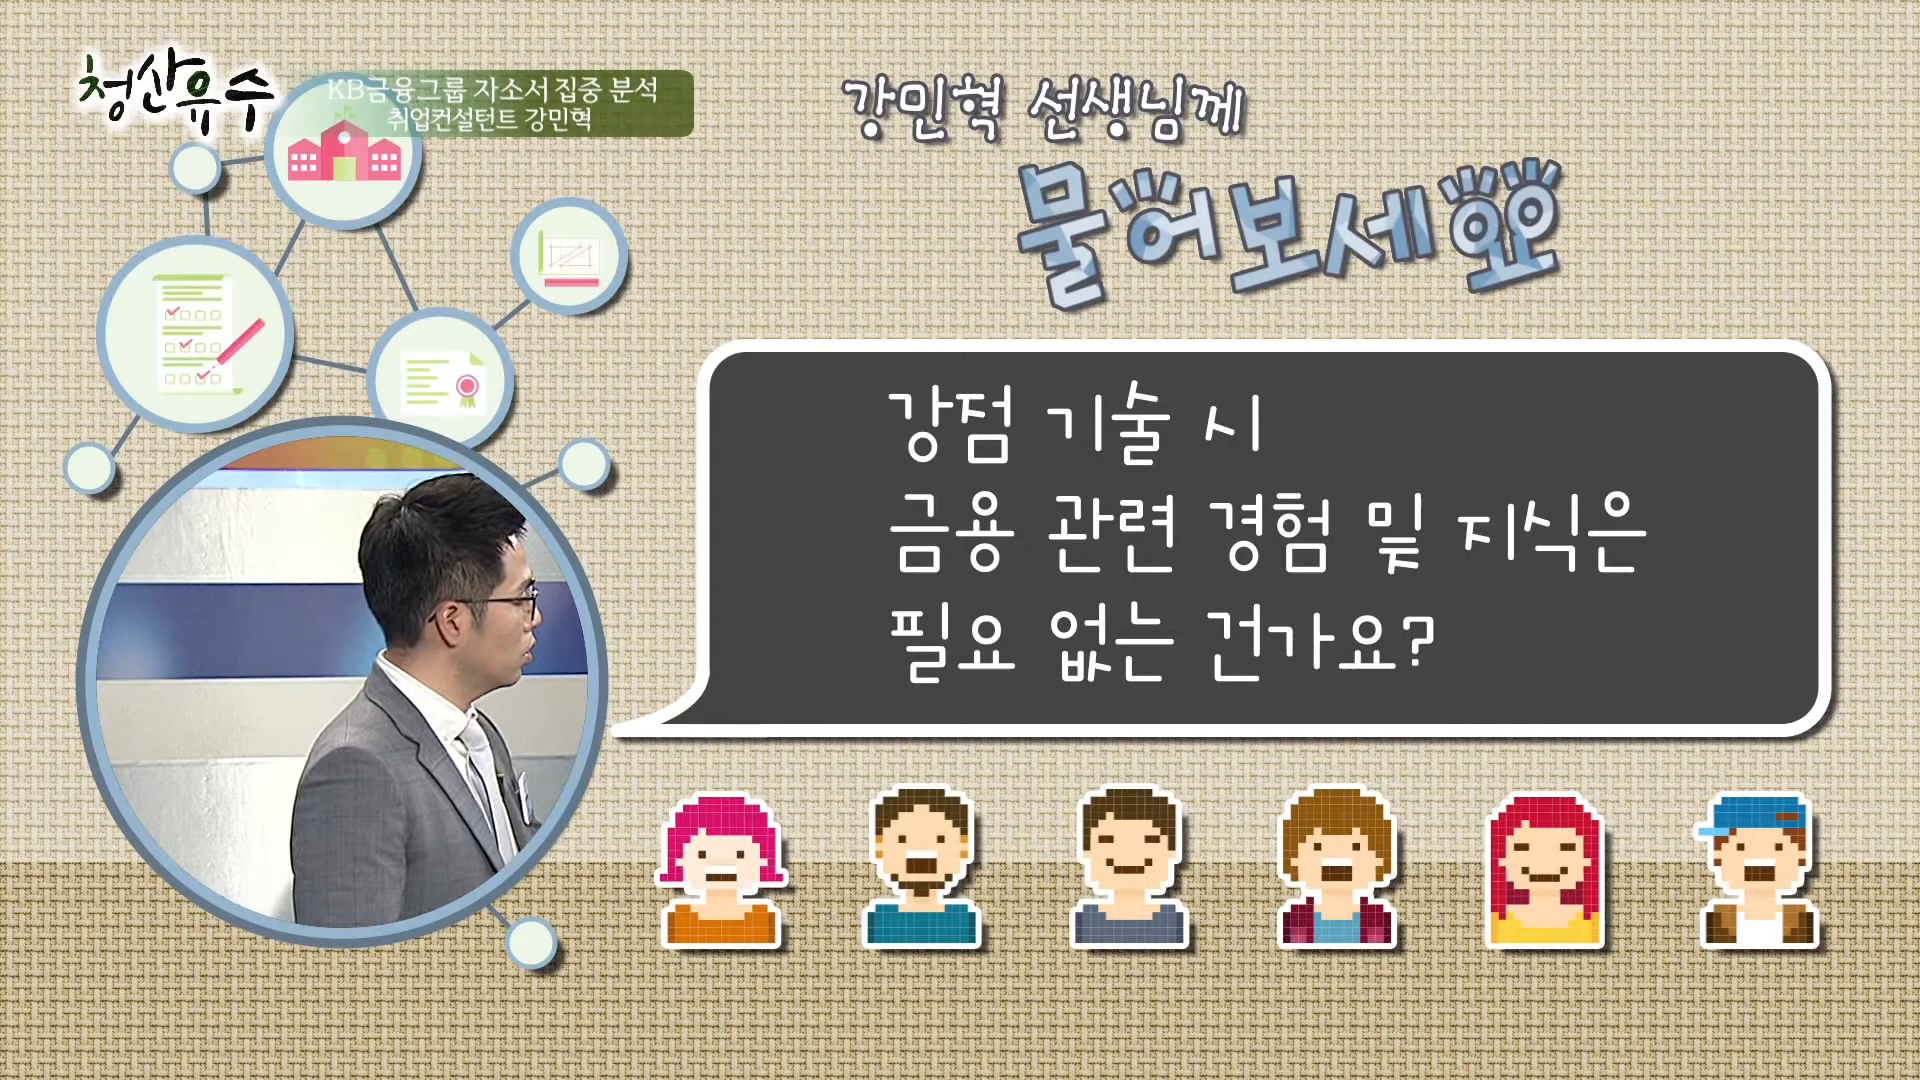 청산유수
KB금융그룹 자소서 집중 분석
취업컨설턴트 강민혁
강민혁 선생님께
물어보세요
강점 기술 시
금융 관련 경험 및 지식은
필요 없는 건가요?